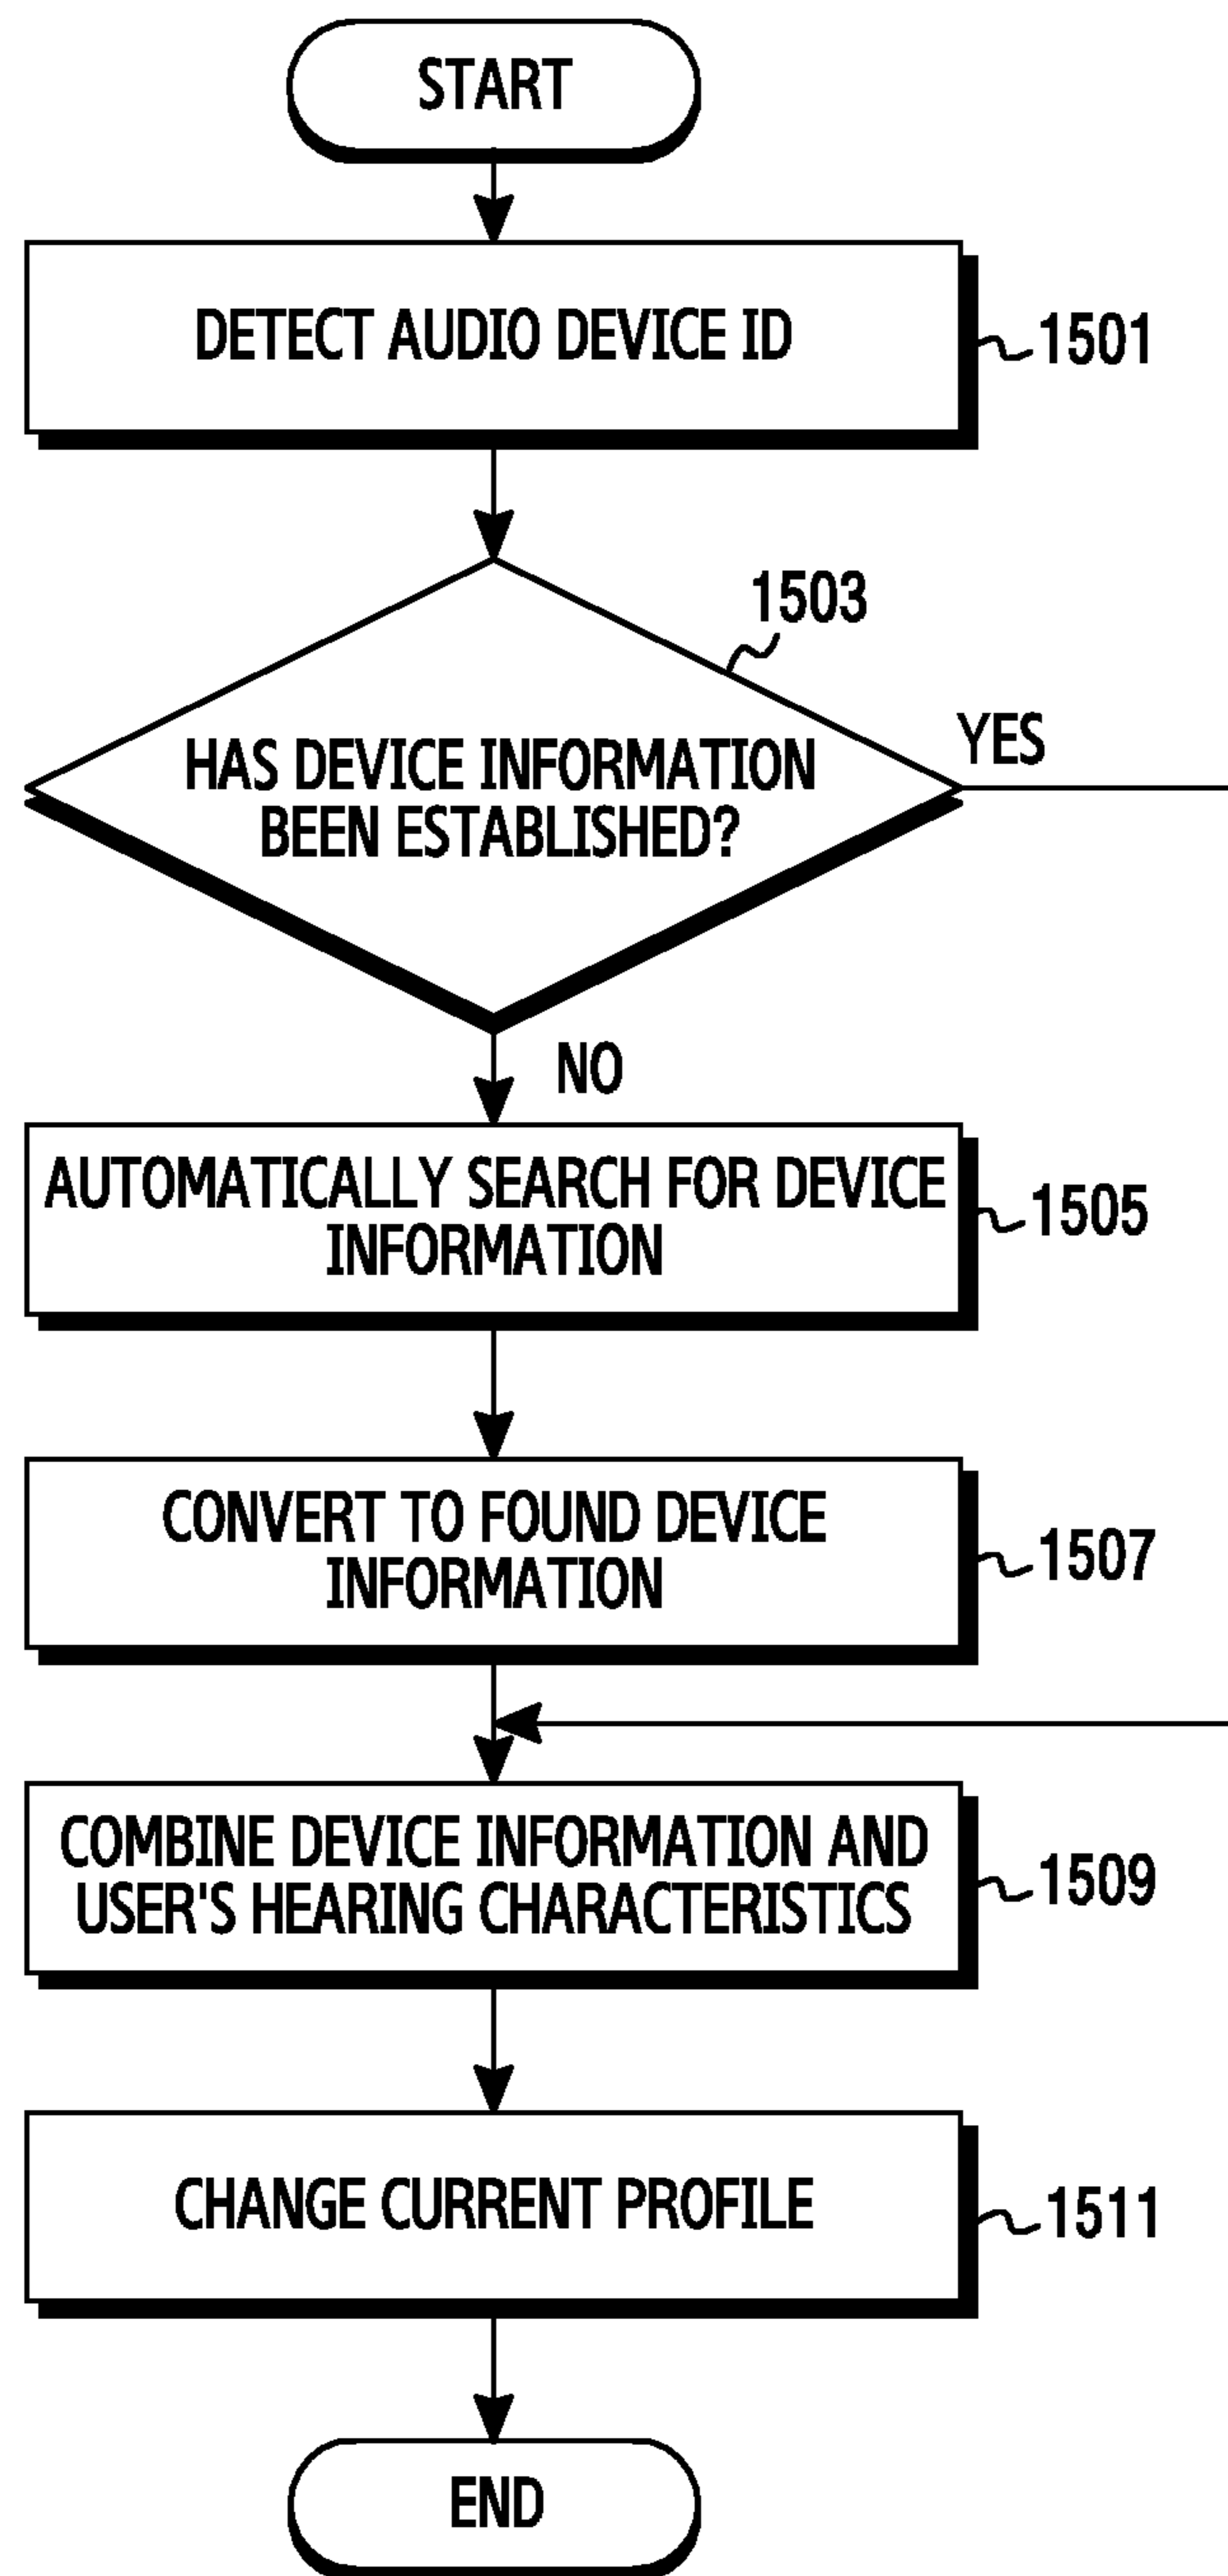 START
DETECT AUDIO DEVICE ID
1501
1503
HAS DEVICE INFORMATION
BEEN ESTABLISHED?
YES
NO
AUTOMATICALLY SEARCH FOR DEVICE
INFORMATION
1505
CONVERT TO FOUND DEVICE
INFORMATION
1507
COMBINE DEVICE INFORMATION AND
USER'S HEARING CHARACTERISTICS
1509
CHANGE CURRENT PROFILE
1511
END